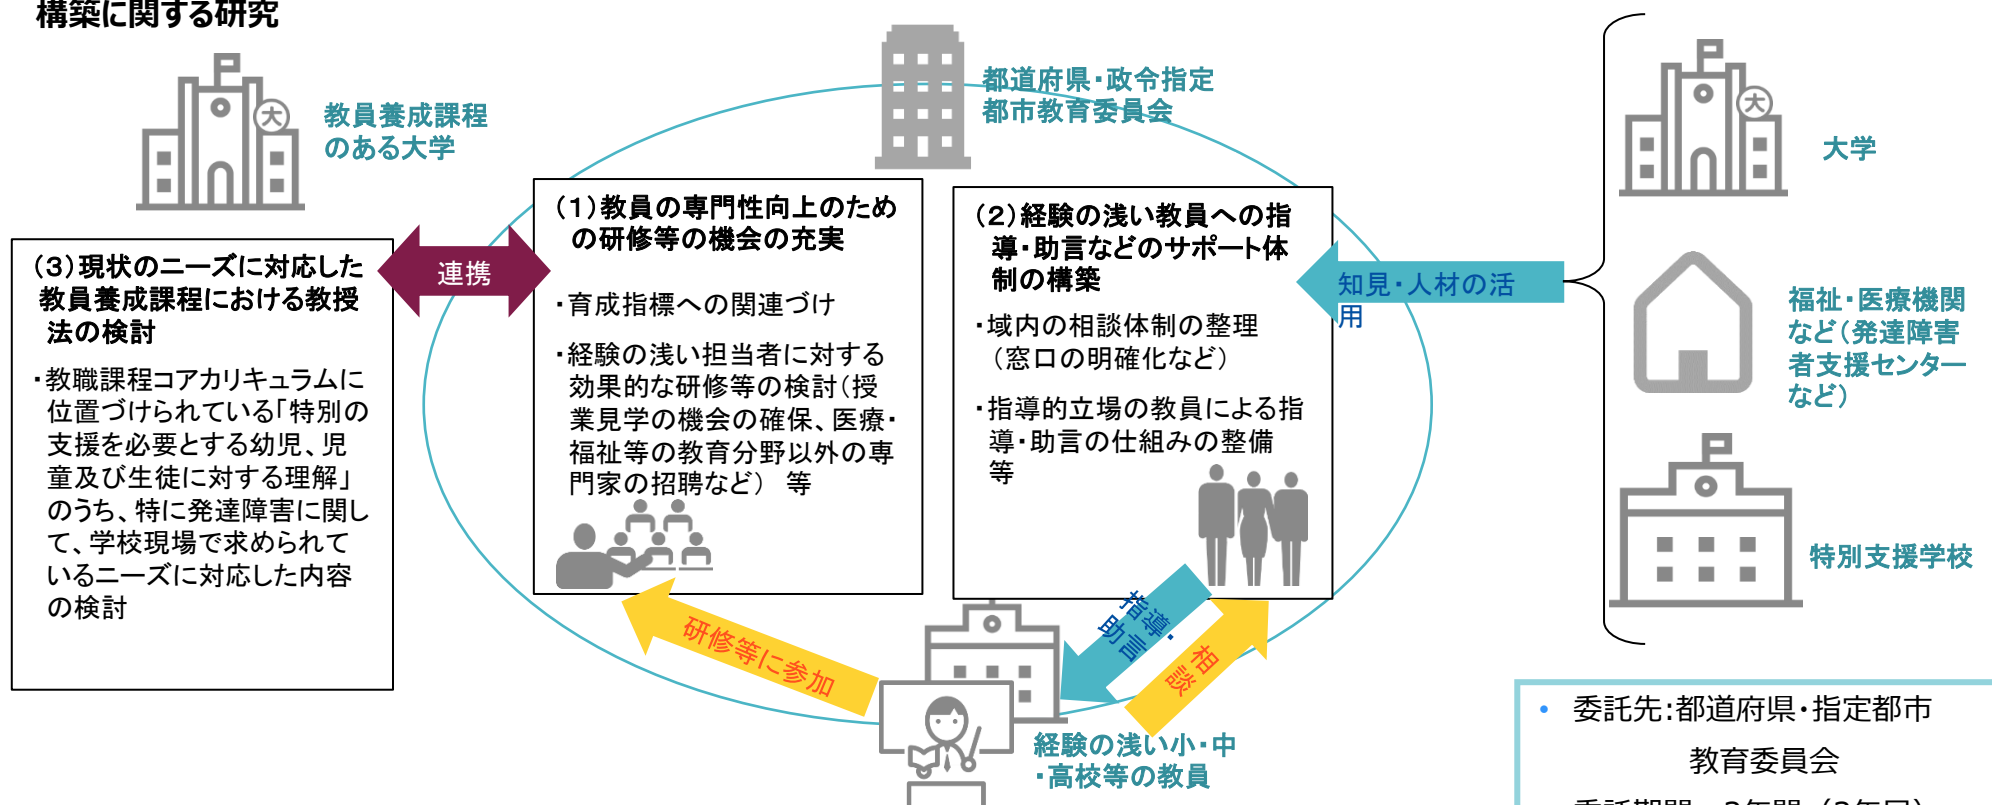 構築に関する研究
教員養成課程
のある大学
都道府県・政令指定
都市教育委員会
大
大
大学
(3)現状のニーズに対応した
教員養成課程における教授
法の検討
・教職課程コアカリキュラムに
位置づけられている「特別の
支援を必要とする幼児、児
童及び生徒に対する理解」
のうち、特に発達障害に関し
て、学校現場で求められて
いるニーズに対応した内容
の検討
連携
(1)教員の専門性向上のため
の研修等の機会の充実
・育成指標への関連づけ
・経験の浅い担当者に対する
効果的な研修等の検討(授
業見学の機会の確保、医療・
福祉等の教育分野以外の専
門家の招聘など) 等
(2)経験の浅い教員への指
導・助言などのサポート体
制の構築
・域内の相談体制の整理
(窓口の明確化など)
・指導的立場の教員による指
導・助言の仕組みの整備
等
知見・人材の活
用
福祉・医療機関
など(発達障害
者支援センター
など)
特別支援学校
研修等に参加
指導・
助言
相
談
経験の浅い小・中
・高校等の教員
• 委託先:都道府県・指定都市
教育委員会